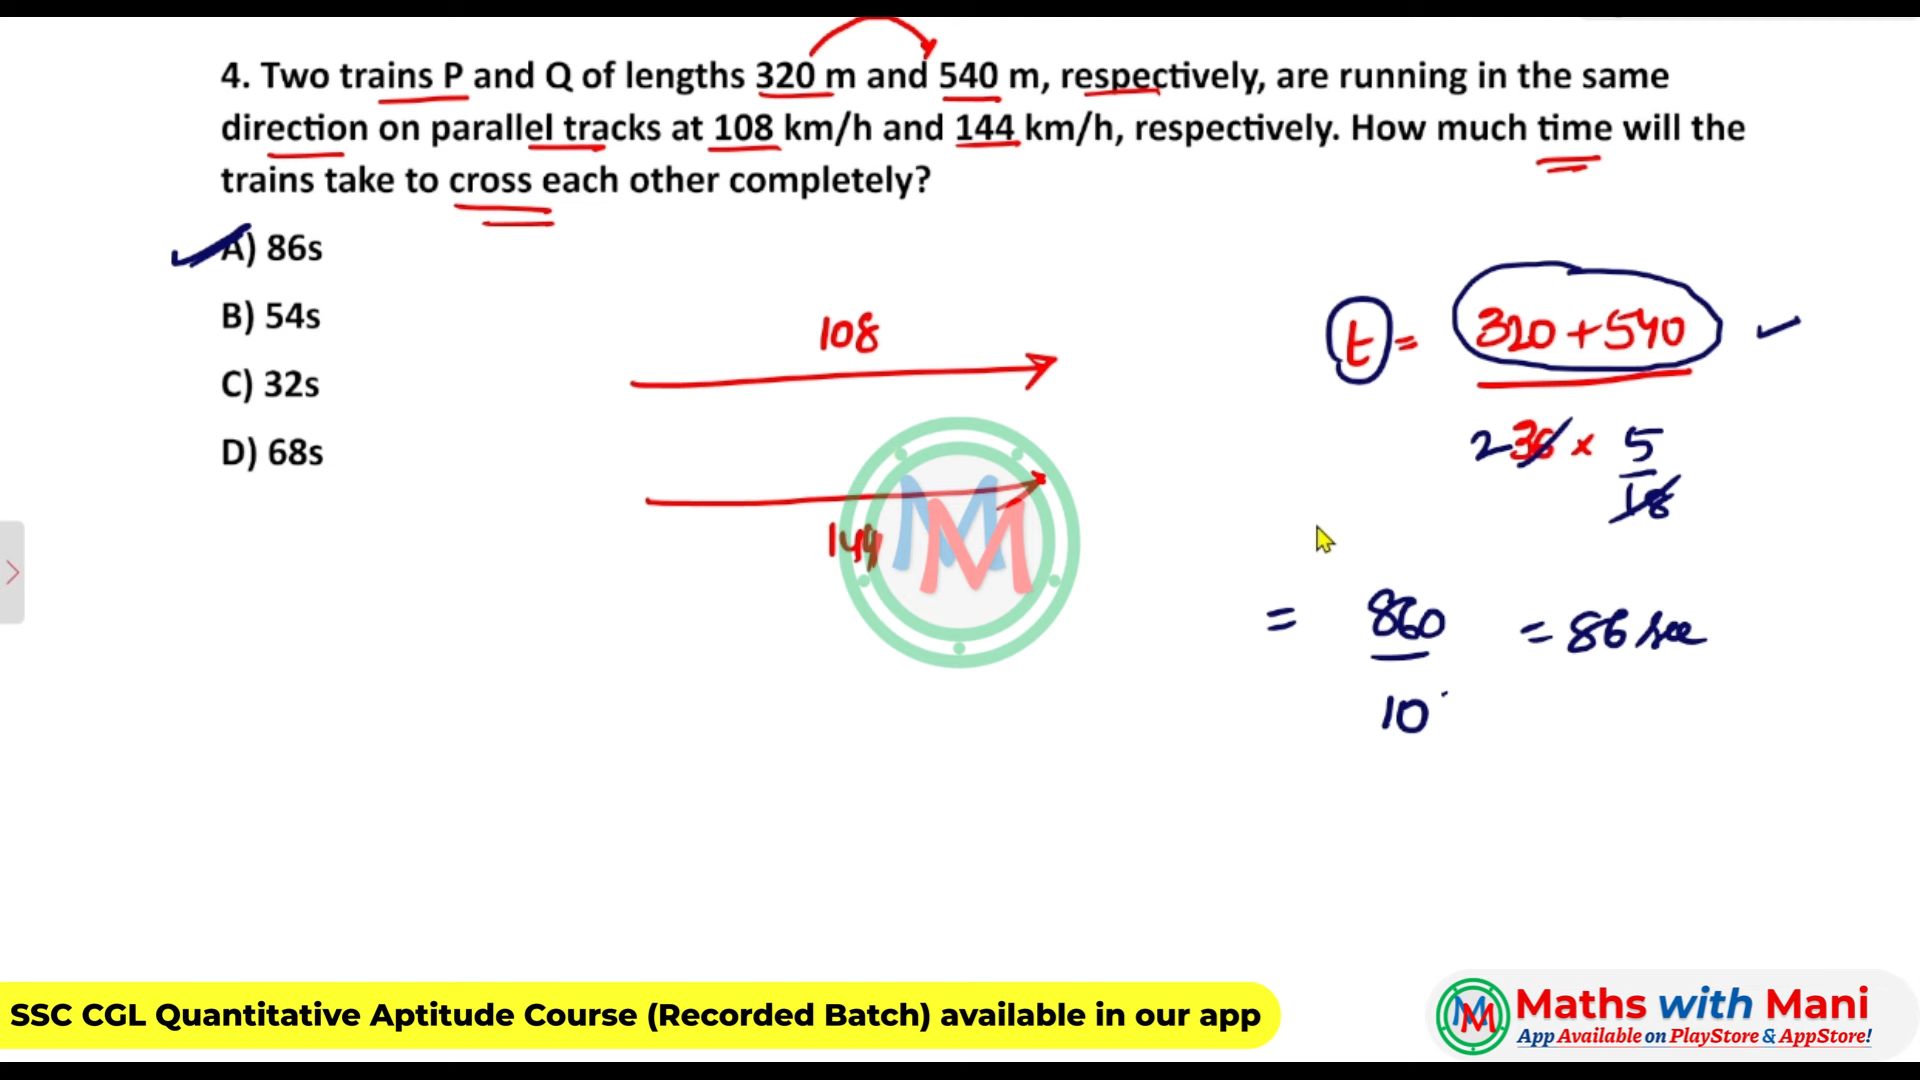 4. Two trains P and Q of lengths 320 m and 540 m, respectively, are running in the same
direction on parallel tracks at 108 km/h and 144 km/h, respectively. How much time will the
trains take to cross each other completely?
A) 86s
B) 54s
C) 32s
D) 68s
108
144
t = 320 + 540
2 36 × 5
18
= 860 = 86 sec
10
MM
SSC CGL Quantitative Aptitude Course (Recorded Batch) available in our app
MM
Maths with Mani
App Available on PlayStore & AppStore!